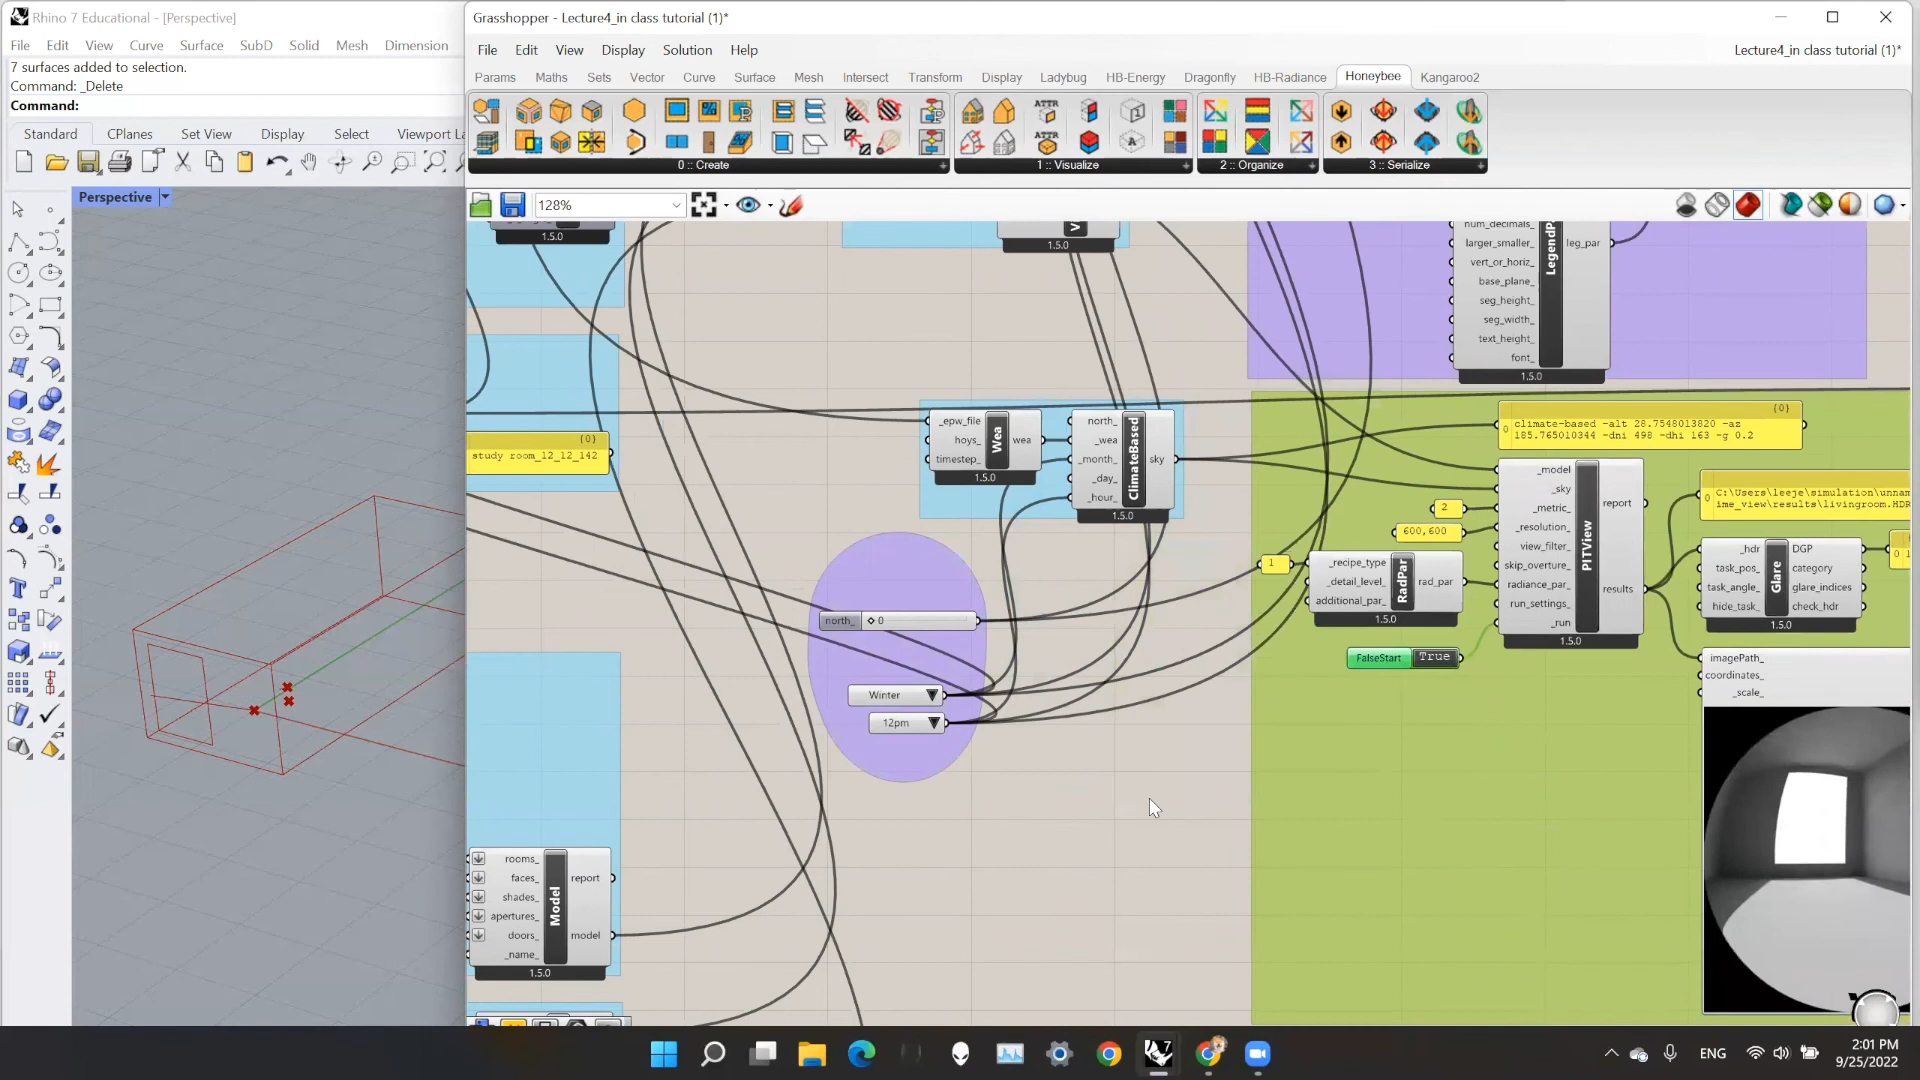 Rhino 7 Educational - [Perspective]
File Edit View Curve Surface SubD Solid Mesh Dimension
7 surfaces added to selection.
Command: _Delete
Command:
Standard CPlanes Set View Display Select Viewport La
Perspective
Grasshopper - Lecture4_in class tutorial (1)*
File Edit View Display Solution Help
Lecture4_in class tutorial (1)*
Params Maths Sets Vector Curve Surface Mesh Intersect Transform Display Ladybug HB-Energy Dragonfly HB-Radiance Honeybee Kangaroo2
ATTR
ATTR
0 :: Create
1 :: Visualize
2 :: Organize
3 :: Serialize
128%
1.5.0
1.5.0
num_decimals_
larger_smaller_
vert_or_horiz_
base_plane_
seg_height_
seg_width_
text_height_
font_
LegendP
leg_par
1.5.0
{0}
0 study room_12_12_142
_epw_file
hoys_
timestep_
Wea
wea
1.5.0
north_
_wea
_month_
_day_
_hour_
ClimateBased
sky
1.5.0
{0}
0 climate-based -alt 28.7548013820 -az
185.765010344 -dni 498 -dhi 163 -g 0.2
_model
_sky
_metric_
_resolution_
view_filter_
skip_overture_
radiance_par_
run_settings_
_run
PITView
report
results
1.5.0
2
600,600
1
_recipe_type
_detail_level_
additional_par_
RadPar
rad_par
1.5.0
FalseStart True
0 C:\Users\leeje\simulation\unnam
ime_view\results\livingroom.HDR
_hdr
task_pos_
task_angle_
hide_task_
Glare
DGP
category
glare_indices
check_hdr
1.5.0
imagePath_
coordinates_
_scale_
north_ 0
Winter
12pm
rooms_
faces_
shades_
apertures_
doors_
_name_
Model
report
model
1.5.0
ENG
2:01 PM
9/25/2022